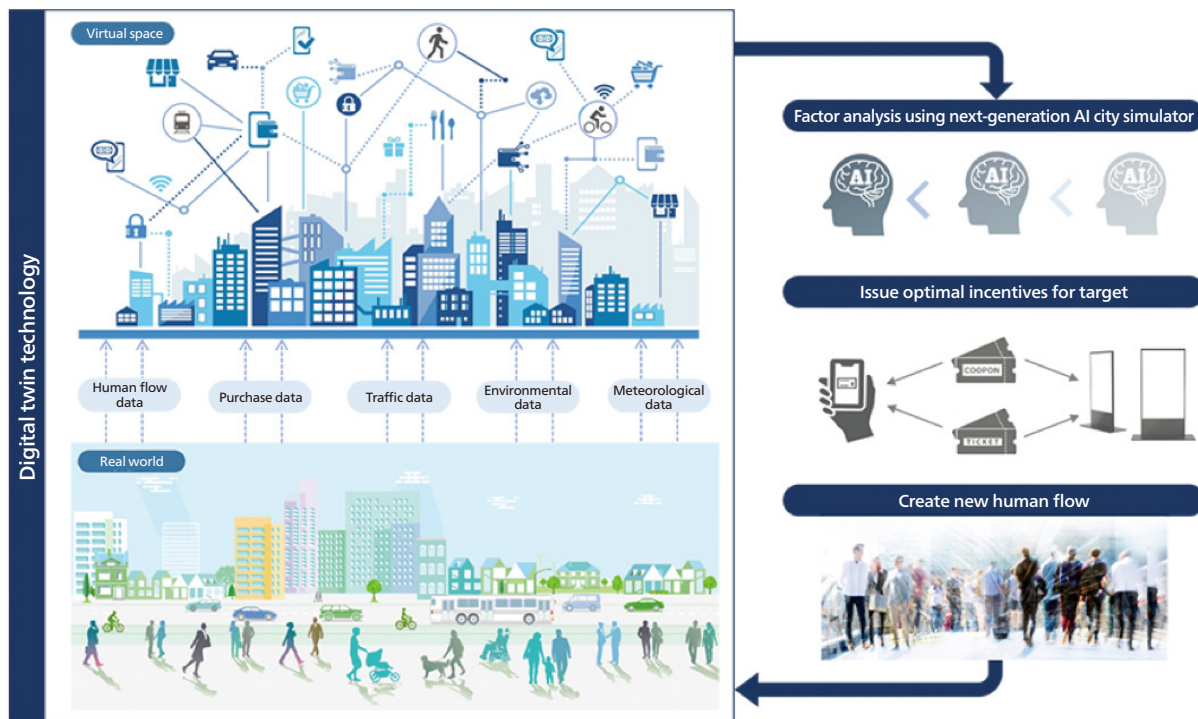 Digital twin technology
Virtual space
Human flow
data
Purchase data
Traffic data
Environmental
data
Meteorological
data
Real world
Factor analysis using next-generation AI city simulator
AI
AI
AI
Issue optimal incentives for target
COOPON
TICKET
Create new human flow